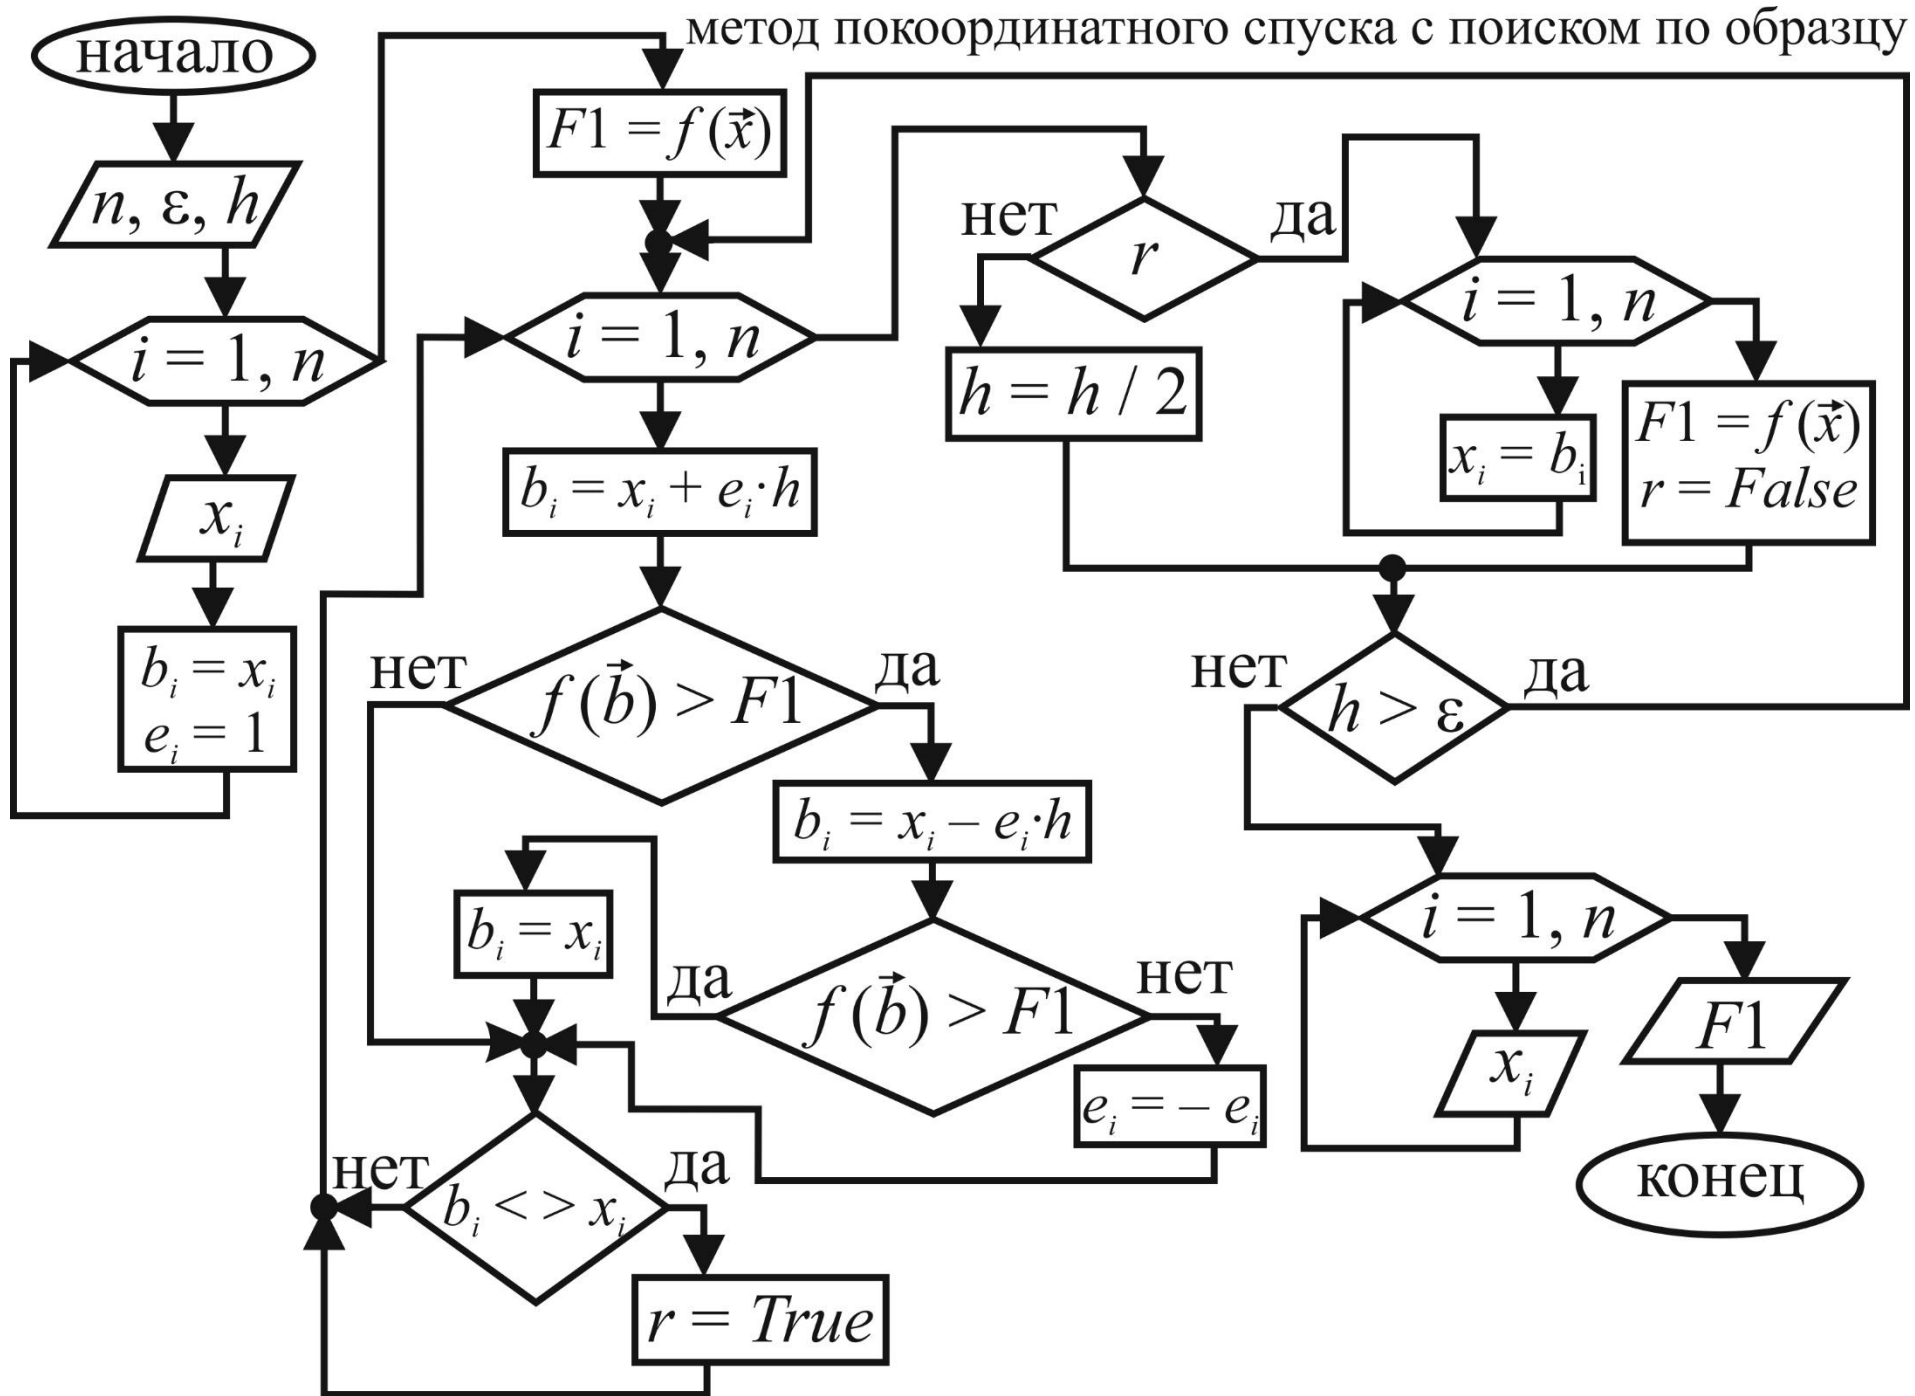 метод покоординатного спуска с поиском по образцу
начало
n, ε, h
i = 1, n
x_i
b_i = x_i
e_i = 1
F1 = f(x⃗)
i = 1, n
b_i = x_i + e_i·h
f(b⃗) > F1
нет
да
b_i = x_i – e_i·h
f(b⃗) > F1
да
нет
b_i = x_i
e_i = – e_i
b_i < > x_i
нет
да
r = True
r
нет
да
h = h / 2
i = 1, n
x_i = b_i
F1 = f(x⃗)
r = False
h > ε
нет
да
i = 1, n
x_i
F1
конец